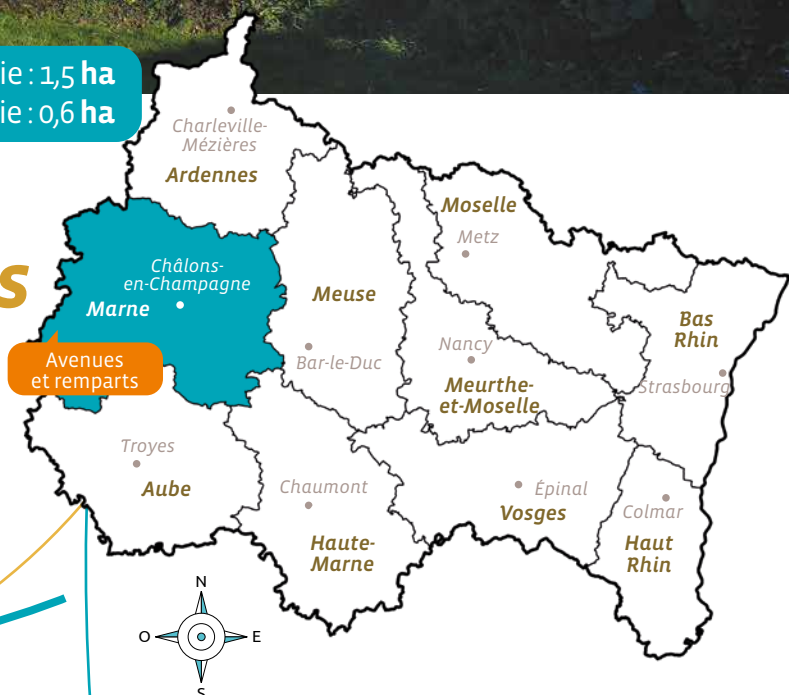 ie : 1,5 ha
ie : 0,6 ha
s
Charleville-
Mézières
Ardennes
Moselle
Metz
Châlons-
en-Champagne
Marne
Meuse
Bas
Rhin
Avenues
et remparts
Bar-le-Duc
Nancy
Meurthe-
et-Moselle
Strasbourg
Troyes
Aube
Chaumont
Épinal
Vosges
Colmar
Haute-
Marne
Haut
Rhin
N
O
E
S